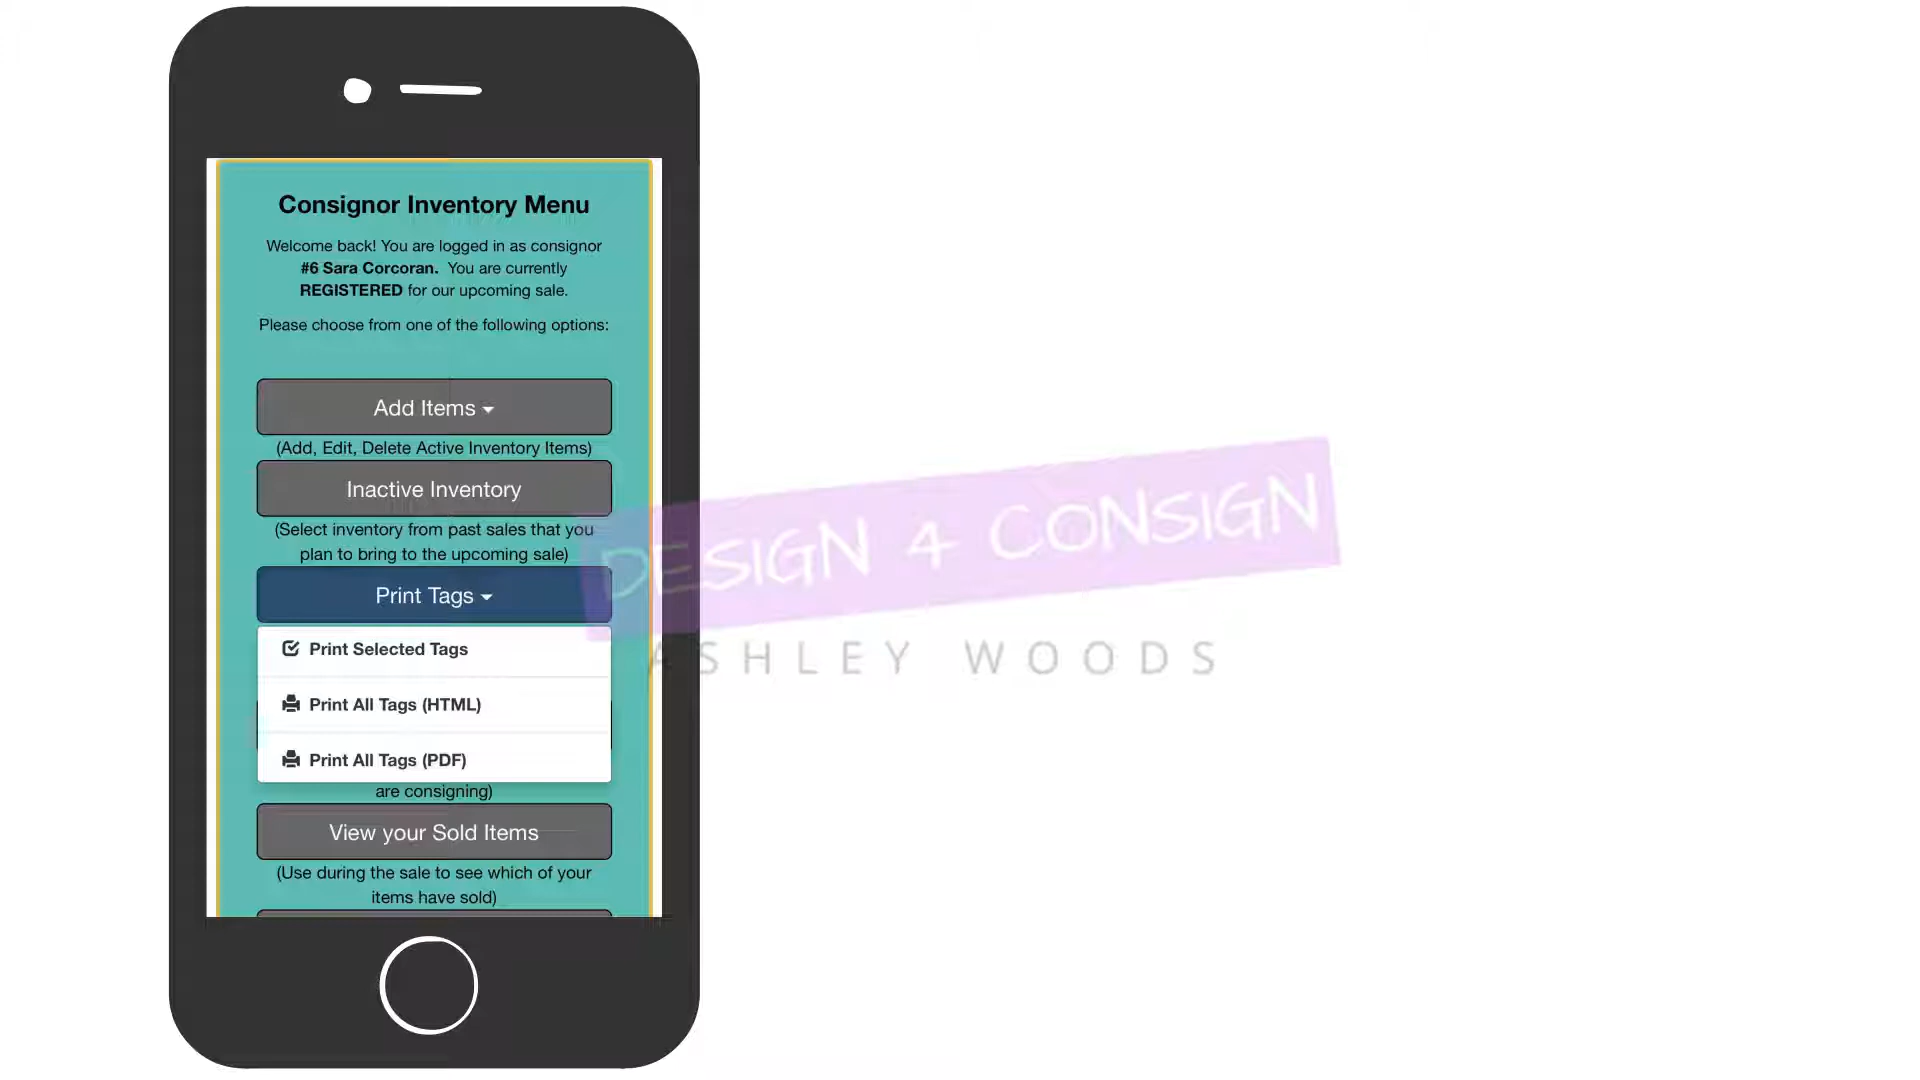 Consignor Inventory Menu
Welcome back! You are logged in as consignor
#6 Sara Corcoran. You are currently
REGISTERED for our upcoming sale.
Please choose from one of the following options:
Add Items
(Add, Edit, Delete Active Inventory Items)
Inactive Inventory
(Select inventory from past sales that you
plan to bring to the upcoming sale)
Print Tags
Print Selected Tags
Print All Tags (HTML)
Print All Tags (PDF)
are consigning)
View your Sold Items
(Use during the sale to see which of your
items have sold)
DESIGN 4 CONSIGN
ASHLEY WOODS